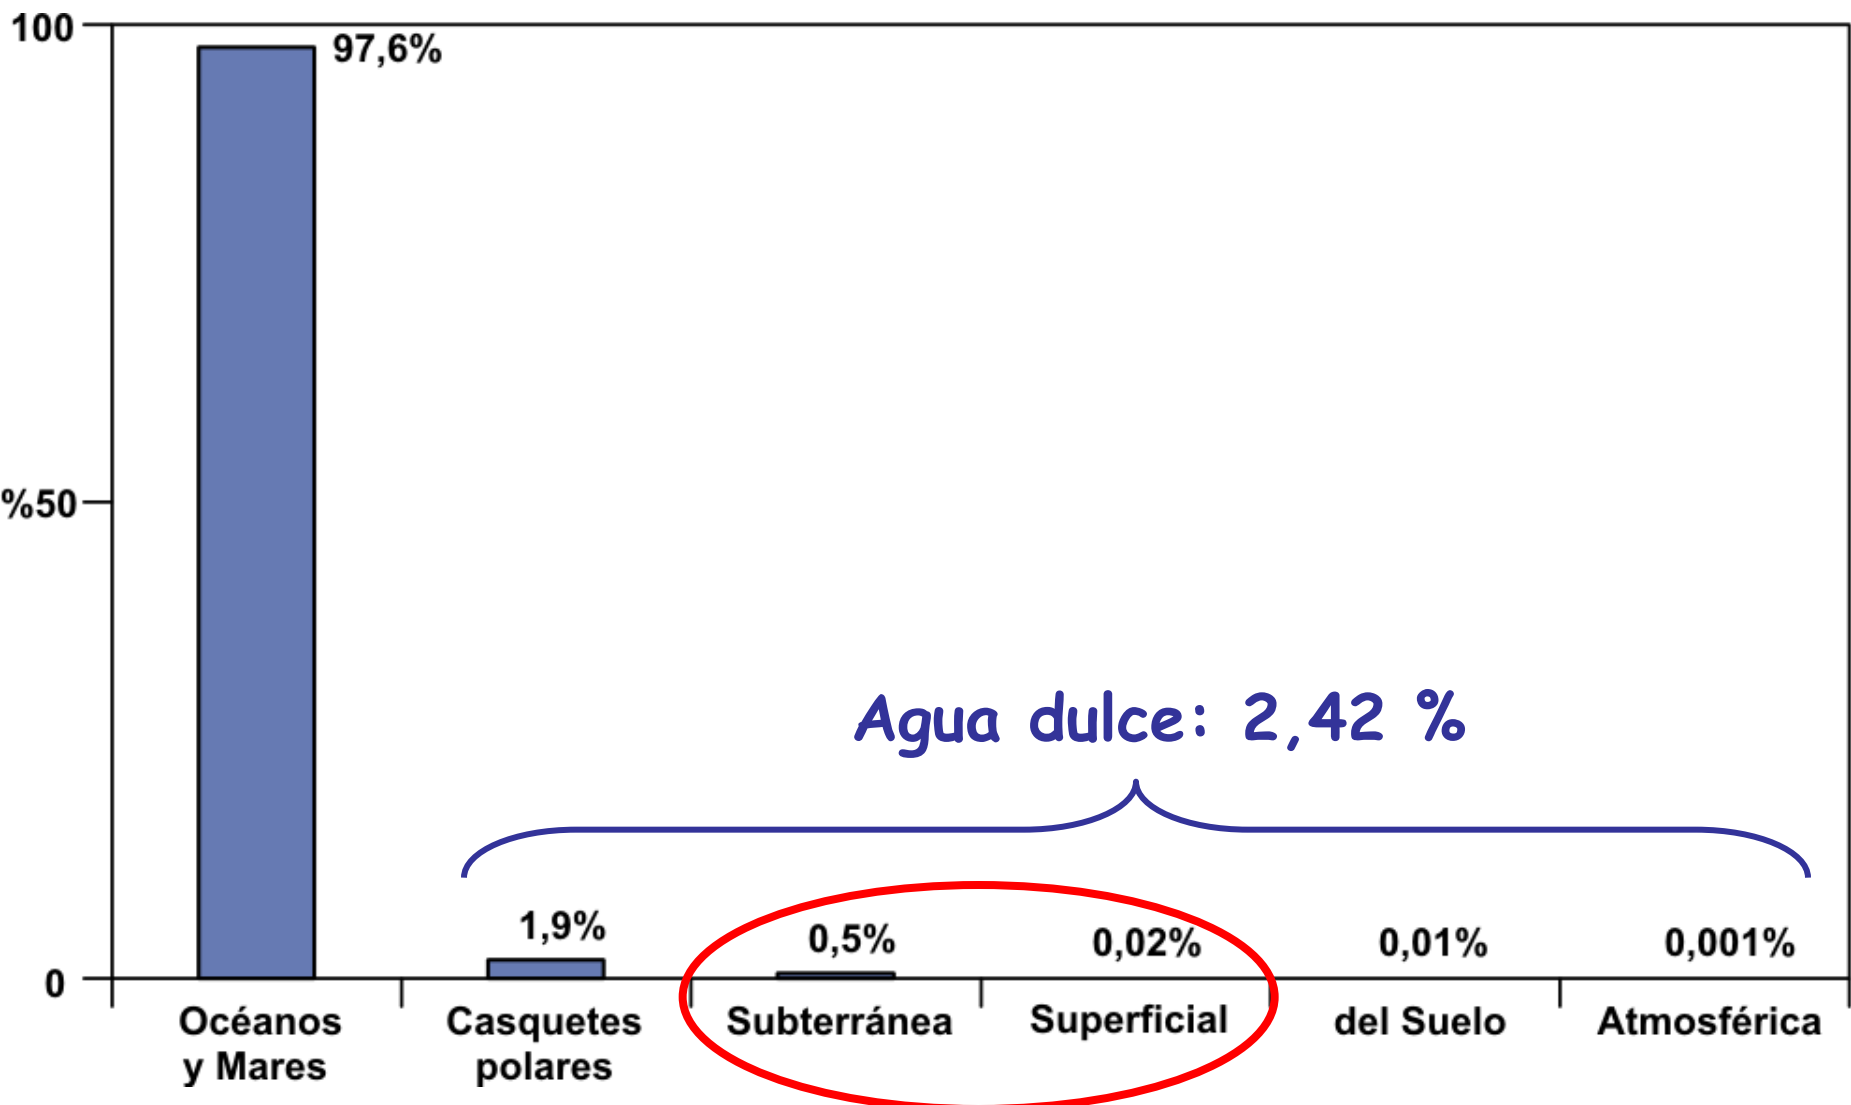 100
97,6%
%50
Agua dulce: 2,42 %
1,9%
0,5%
0,02%
0,01%
0,001%
0
Océanos
y Mares
Casquetes
polares
Subterránea
Superficial
del Suelo
Atmosférica